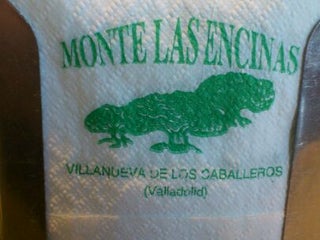 MONTE LAS ENCINAS
VILLANUEVA DE LOS CABALLEROS
(Valladolid)